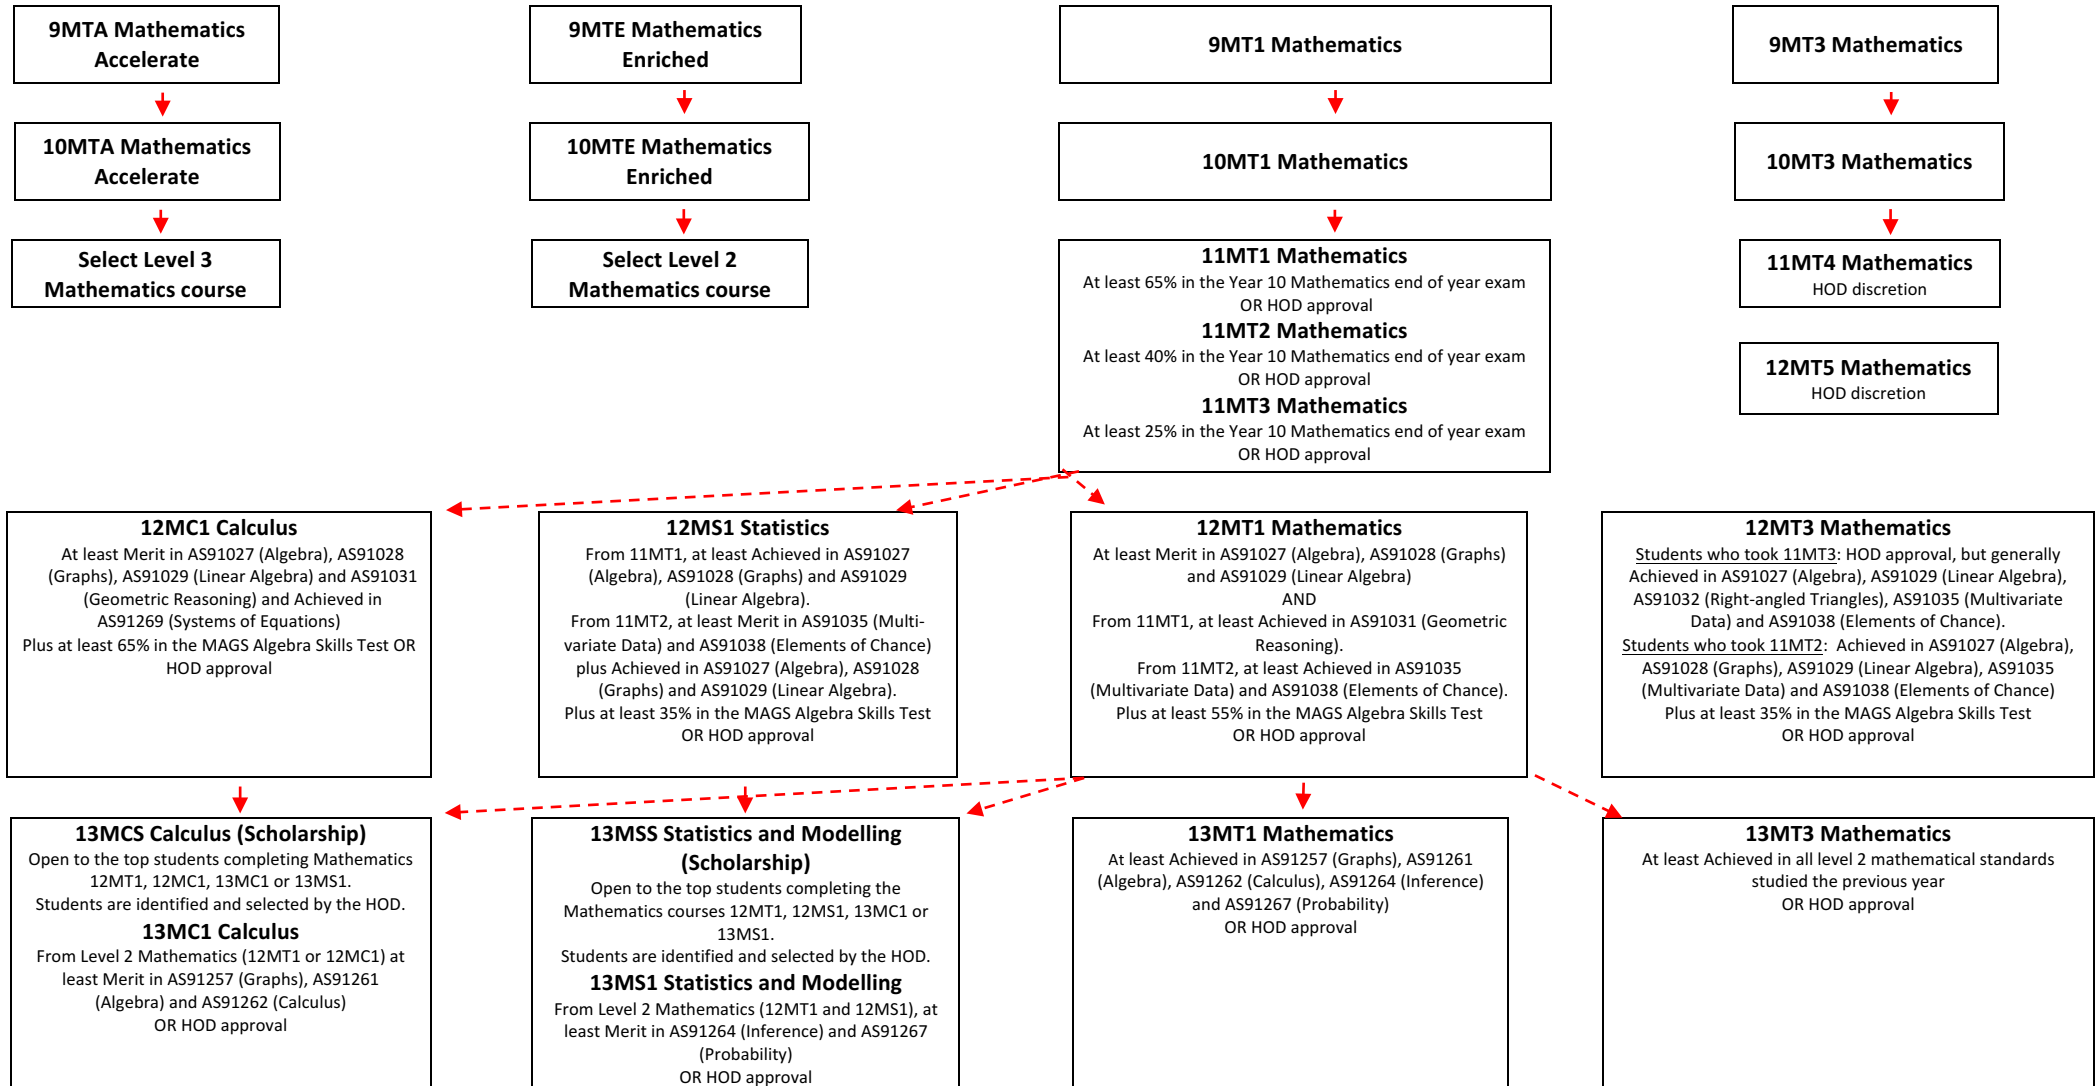 9MTA Mathematics
Accelerate
9MTE Mathematics
Enriched
9MT1 Mathematics
9MT3 Mathematics
10MTA Mathematics
Accelerate
10MTE Mathematics
Enriched
10MT1 Mathematics
10MT3 Mathematics
Select Level 3
Mathematics course
Select Level 2
Mathematics course
11MT1 Mathematics
At least 65% in the Year 10 Mathematics end of year exam
OR HOD approval
11MT2 Mathematics
At least 40% in the Year 10 Mathematics end of year exam
OR HOD approval
11MT3 Mathematics
At least 25% in the Year 10 Mathematics end of year exam
OR HOD approval
11MT4 Mathematics
HOD discretion
12MT5 Mathematics
HOD discretion
12MC1 Calculus
At least Merit in AS91027 (Algebra), AS91028
(Graphs), AS91029 (Linear Algebra) and AS91031
(Geometric Reasoning) and Achieved in
AS91269 (Systems of Equations)
Plus at least 65% in the MAGS Algebra Skills Test OR
HOD approval
12MS1 Statistics
From 11MT1, at least Achieved in AS91027
(Algebra), AS91028 (Graphs) and AS91029
(Linear Algebra).
From 11MT2, at least Merit in AS91035 (Multi-
variate Data) and AS91038 (Elements of Chance)
plus Achieved in AS91027 (Algebra), AS91028
(Graphs) and AS91029 (Linear Algebra).
Plus at least 35% in the MAGS Algebra Skills Test
OR HOD approval
12MT1 Mathematics
At least Merit in AS91027 (Algebra), AS91028 (Graphs)
and AS91029 (Linear Algebra)
AND
From 11MT1, at least Achieved in AS91031 (Geometric
Reasoning).
From 11MT2, at least Achieved in AS91035
(Multivariate Data) and AS91038 (Elements of Chance).
Plus at least 55% in the MAGS Algebra Skills Test
OR HOD approval
12MT3 Mathematics
Students who took 11MT3: HOD approval, but generally
Achieved in AS91027 (Algebra), AS91029 (Linear Algebra),
AS91032 (Right-angled Triangles), AS91035 (Multivariate
Data) and AS91038 (Elements of Chance).
Students who took 11MT2: Achieved in AS91027 (Algebra),
AS91028 (Graphs), AS91029 (Linear Algebra), AS91035
(Multivariate Data) and AS91038 (Elements of Chance)
Plus at least 35% in the MAGS Algebra Skills Test
OR HOD approval
13MCS Calculus (Scholarship)
Open to the top students completing Mathematics
12MT1, 12MC1, 13MC1 or 13MS1.
Students are identified and selected by the HOD.
13MC1 Calculus
From Level 2 Mathematics (12MT1 or 12MC1) at
least Merit in AS91257 (Graphs), AS91261
(Algebra) and AS91262 (Calculus)
OR HOD approval
13MSS Statistics and Modelling
(Scholarship)
Open to the top students completing the
Mathematics courses 12MT1, 12MS1, 13MC1 or
13MS1.
Students are identified and selected by the HOD.
13MS1 Statistics and Modelling
From Level 2 Mathematics (12MT1 and 12MS1), at
least Merit in AS91264 (Inference) and AS91267
(Probability)
OR HOD approval
13MT1 Mathematics
At least Achieved in AS91257 (Graphs), AS91261
(Algebra), AS91262 (Calculus), AS91264 (Inference)
and AS91267 (Probability)
OR HOD approval
13MT3 Mathematics
At least Achieved in all level 2 mathematical standards
studied the previous year
OR HOD approval